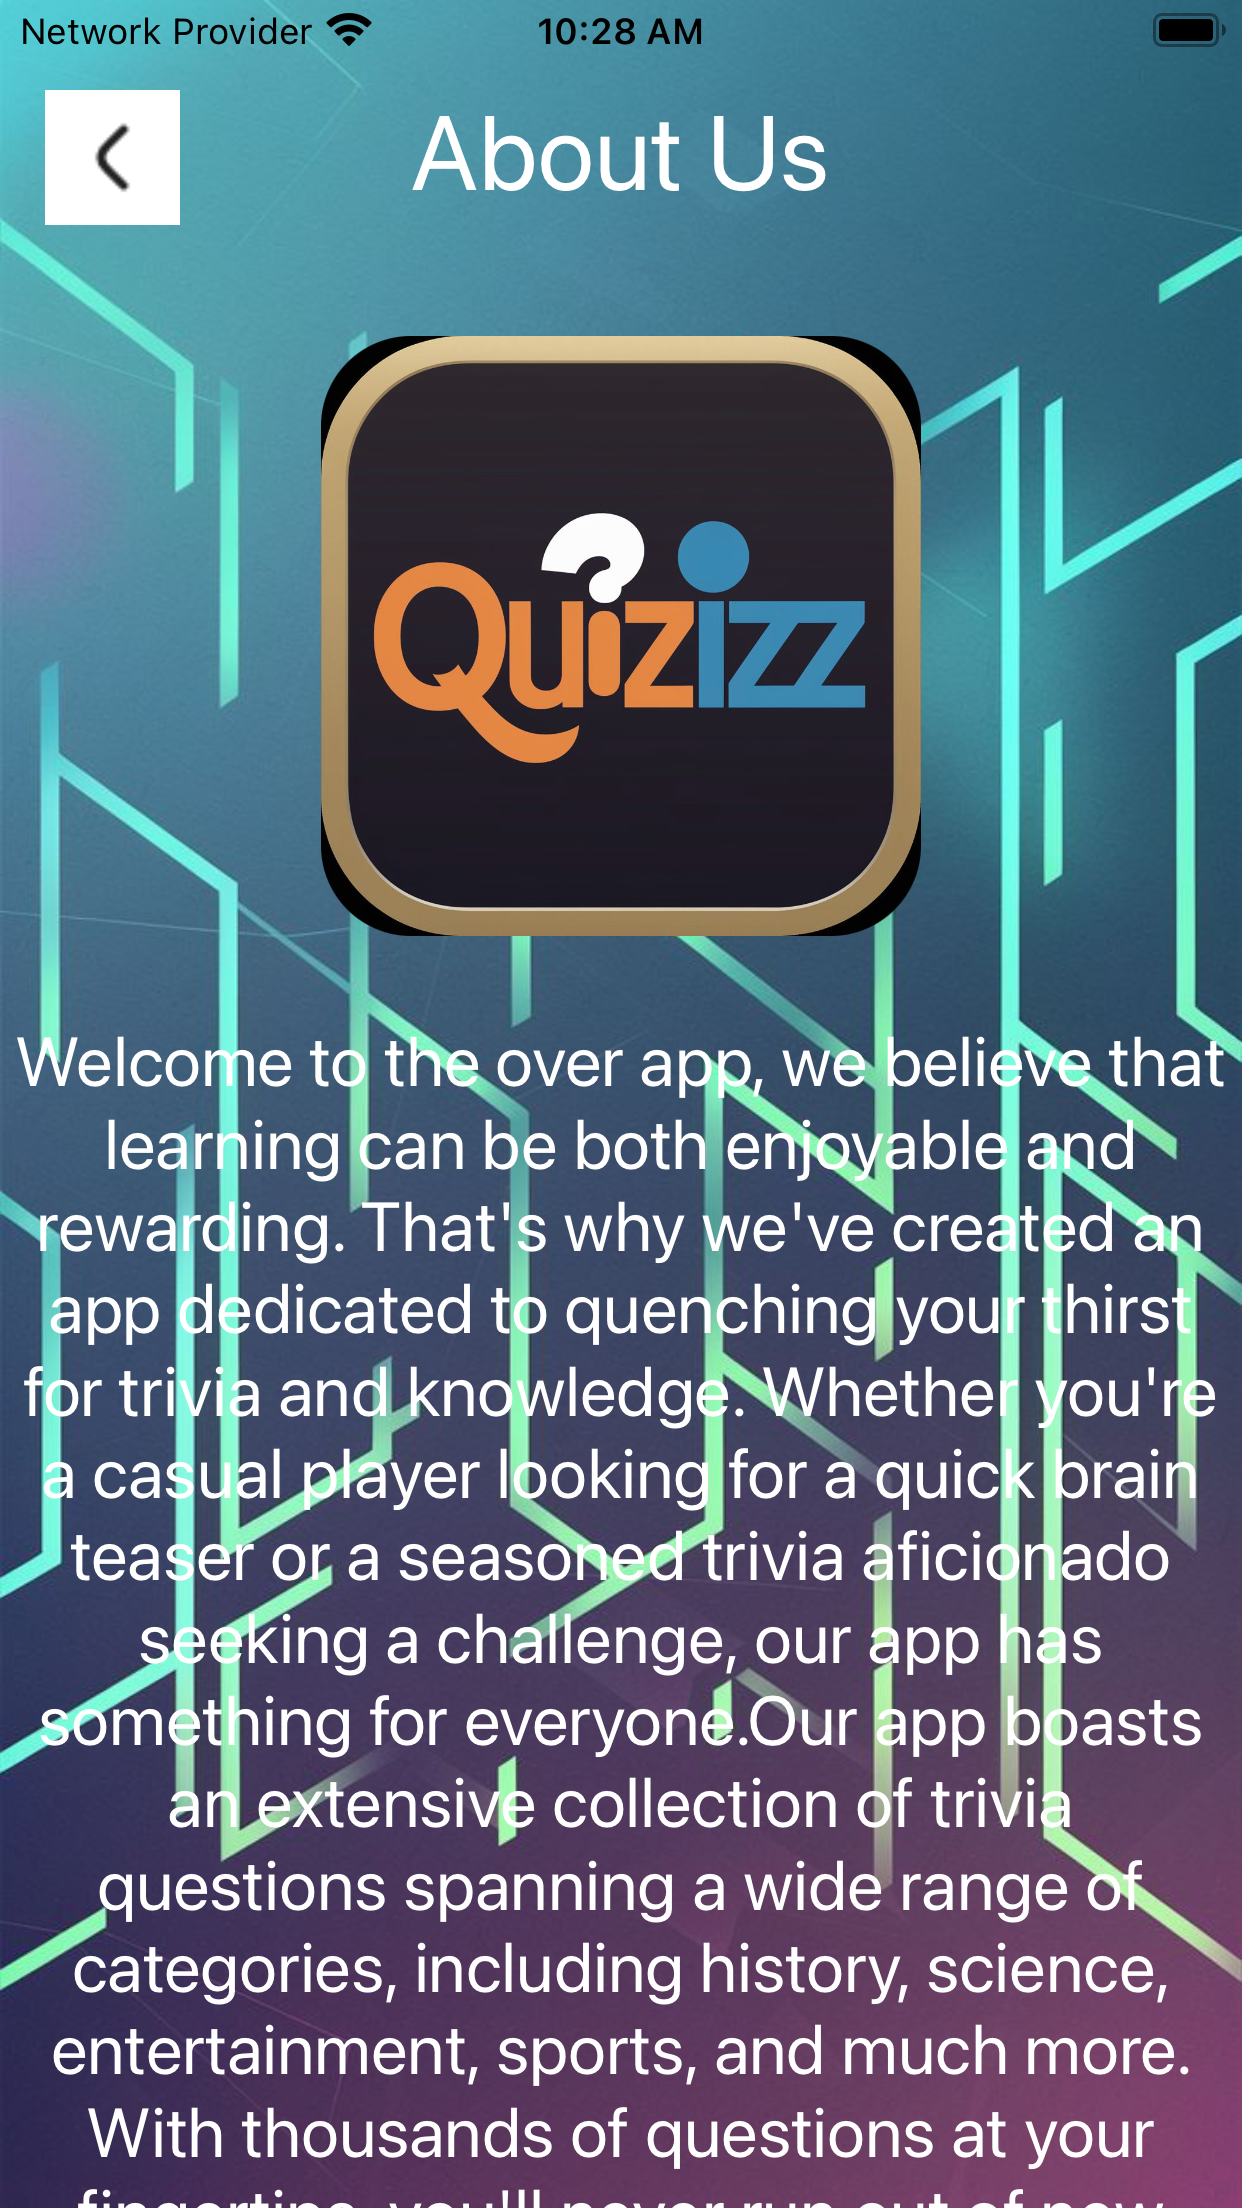 Network Provider 10:28 AM
About Us
Quizizz
Welcome to the over app, we believe that
learning can be both enjoyable and
rewarding. That's why we've created an
app dedicated to quenching your thirst
for trivia and knowledge. Whether you're
a casual player looking for a quick brain
teaser or a seasoned trivia aficionado
seeking a challenge, our app has
something for everyone.Our app boasts
an extensive collection of trivia
questions spanning a wide range of
categories, including history, science,
entertainment, sports, and much more.
With thousands of questions at your